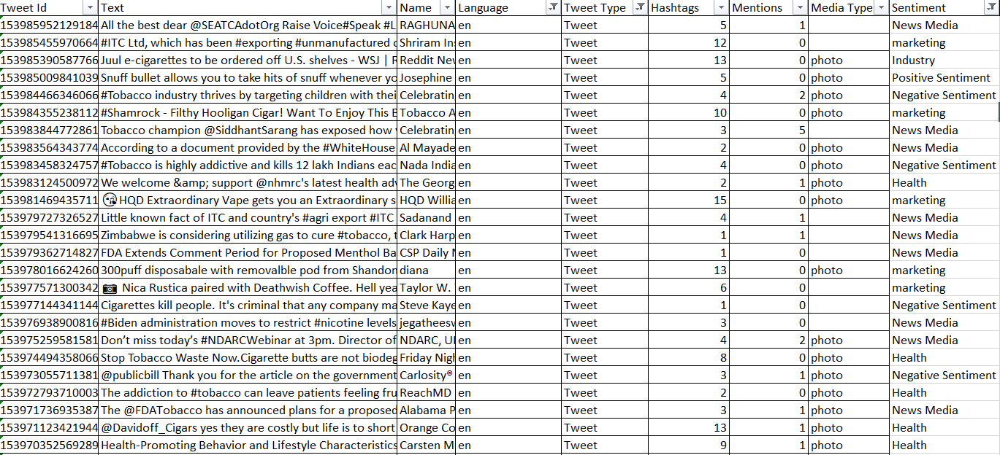 Tweet Id Text Name Language Tweet Type Hashtags Mentions Media Type Sentiment
153985952129184 All the best dear @SEATCAdotOrg Raise Voice#Speak #L RAGHUNA en Tweet 5 1 News Media
153985455970664 #ITC Ltd, which has been #exporting #unmanufactured Shriram In en Tweet 12 0 marketing
153985390587766 Juul e-cigarettes to be ordered off U.S. shelves - WSJ | R Reddit Nev en Tweet 13 0 photo Industry
153985009841039 Snuff bullet allows you to take hits of snuff whenever yo Josephine en Tweet 5 0 photo Positive Sentiment
153984466346066 #Tobacco industry thrives by targeting children with thei Celebratin en Tweet 4 2 photo Negative Sentiment
153984355238112 #Shamrock - Filthy Hooligan Cigar! Want To Enjoy This B Tobacco A en Tweet 10 0 photo marketing
153983844772861 Tobacco champion @SiddhantSarang has exposed how Celebratin en Tweet 3 5 News Media
153983564343774 According to a document provided by the #WhiteHouse Al Mayade en Tweet 2 0 photo News Media
153983458324757 #Tobacco is highly addictive and kills 12 lakh Indians eac Nada India en Tweet 4 0 photo Negative Sentiment
153983124500972 We welcome &amp; support @nhmrc's latest health adv The Georg en Tweet 2 1 photo Health
153981469435711 😘HQD Extraordinary Vape gets you an Extraordinary s HQD Willia en Tweet 15 0 photo marketing
153979727326527 Little known fact of ITC and country's #agri export #ITC Sadanand en Tweet 4 1 News Media
153979541316695 Zimbabwe is considering utilizing gas to cure #tobacco, t Clark Harp en Tweet 1 1 News Media
153979362714827 FDA Extends Comment Period for Proposed Menthol Ba CSP Daily N en Tweet 1 0 News Media
153978016624260 300puff disposabale with removalble pod from Shandon diana en Tweet 13 0 photo marketing
153977571300342 📷 Nica Rustica paired with Deathwish Coffee. Hell yea Taylor W. en Tweet 6 0 marketing
153977144341144 Cigarettes kill people. It's criminal that any company ma Steve Kaye en Tweet 1 0 Negative Sentiment
153976938900816 #Biden administration moves to restrict #nicotine levels jegatheesw en Tweet 3 0 News Media
153975259581581 Don’t miss today’s #NDARCWebinar at 3pm. Director of NDARC, U en Tweet 4 2 photo News Media
153974494358066 Stop Tobacco Waste Now.Cigarette butts are not biodeg Friday Nigh en Tweet 8 0 photo Health
153973055711381 @publicbill Thank you for the article on the government Carlosity® en Tweet 3 1 photo Negative Sentiment
153972793710003 The addiction to #tobacco can leave patients feeling fru ReachMD en Tweet 2 0 photo Health
153971736935387 The @FDATobacco has announced plans for a proposed Alabama P en Tweet 3 1 photo News Media
153971123421944 @Davidoff_Cigars yes they are costly but life is to short Orange Co en Tweet 13 1 photo Health
153970352569289 Health-Promoting Behavior and Lifestyle Characteristics Carsten M en Tweet 9 1 photo Health